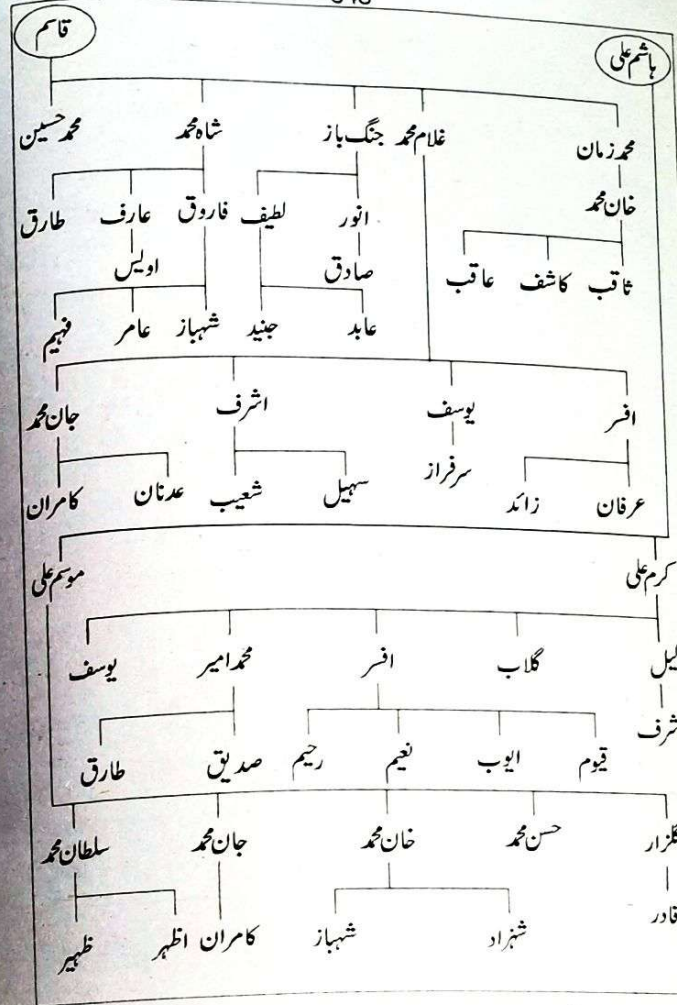 قاسم
ہاشم علی
محمد زمان غلام محمد جنگ باز شاہ محمد محمد حسین
خان محمد
انور لطیف فاروق عارف طارق
ثاقب کاشف عاقب
صادق اویس
عابد جنید شہباز عامر فہیم
افسر یوسف اشرف جان محمد
عرفان زائد سرفراز سہیل شعیب عدنان کامران
کرم علی موسم علی
گلاب افسر محمد امیر یوسف
قیوم ایوب نعیم رحیم صدیق طارق
گلزار حسن محمد خان محمد جان محمد سلطان محمد
قادر شہزاد شہباز کامران اظہر ظہیر